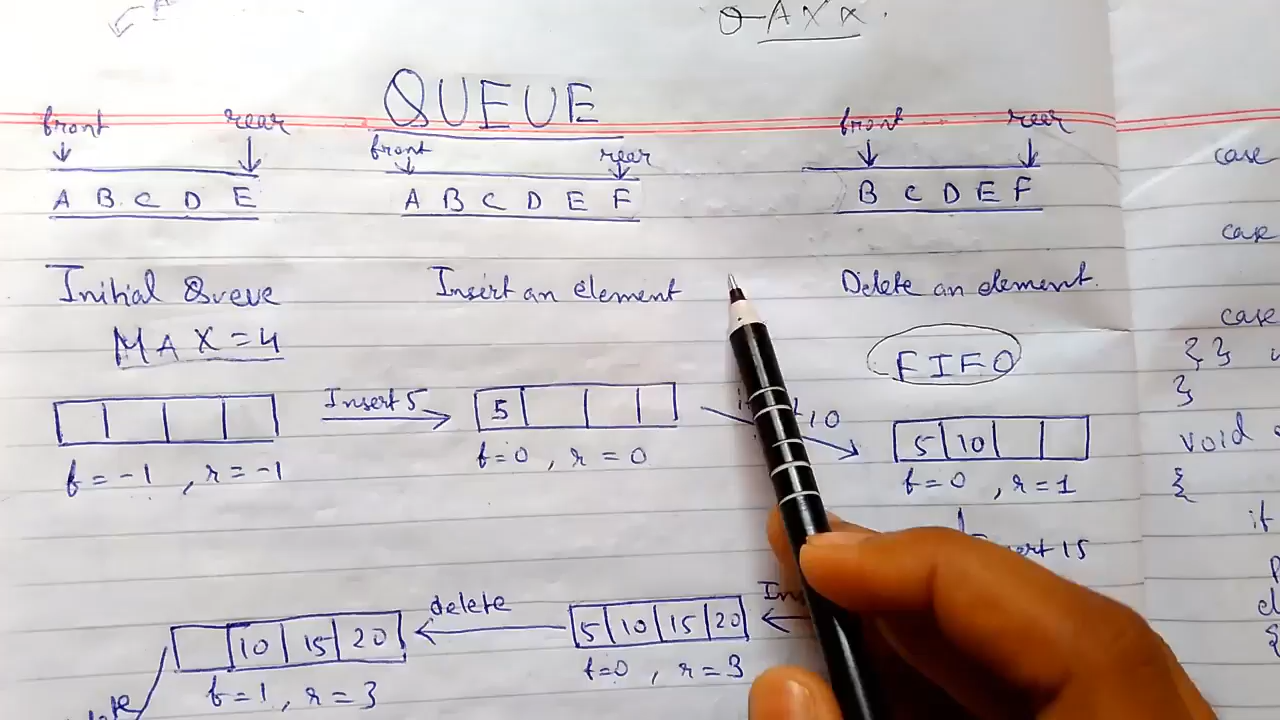 QUEUE
front rear
A B C D E
front rear
A B C D E F
front rear
B C D E F
Initial Queue
Insert an element
Delete an element.
MAX=4
FIFO
Insert 5
5
10
5 10
f=-1, r=-1
f=0, r=0
f=0, r=1
15
delete
5 10 15 20
10 15 20
f=0, r=3
f=1, r=3
case
case
case
}}
}
void
{
if